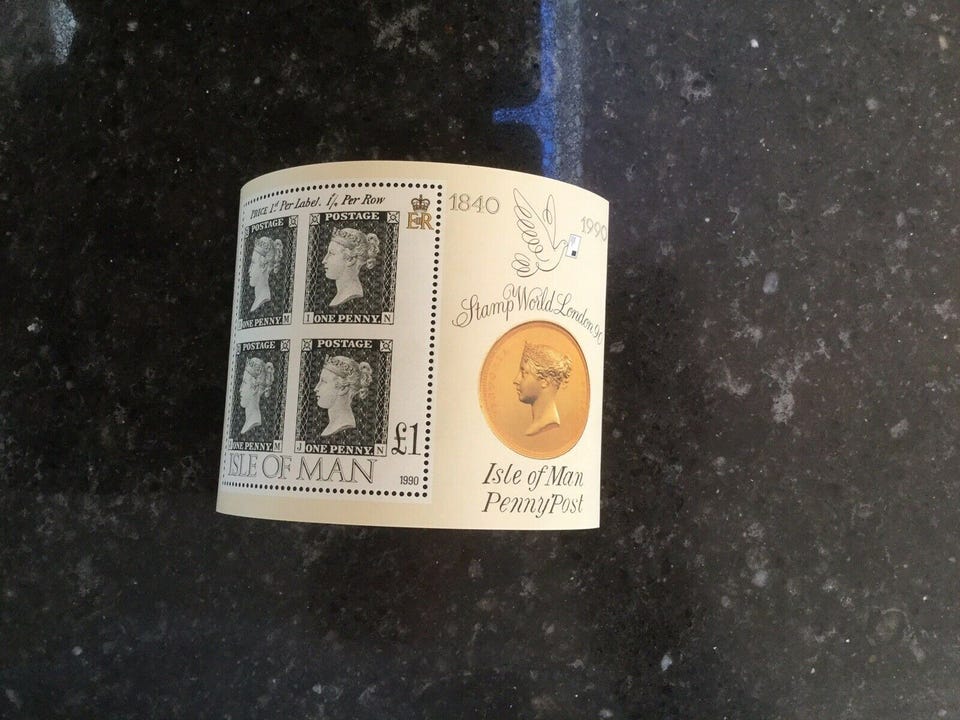 PRICE 1d Per Label. 1/- Per Row
ER
POSTAGE
ONE PENNY. M
POSTAGE
I ONE PENNY. N
POSTAGE
ONE PENNY. M
POSTAGE
J ONE PENNY. N
£1
ISLE OF MAN
1990
1840
1990
Stamp World London 90
Isle of Man
Penny Post